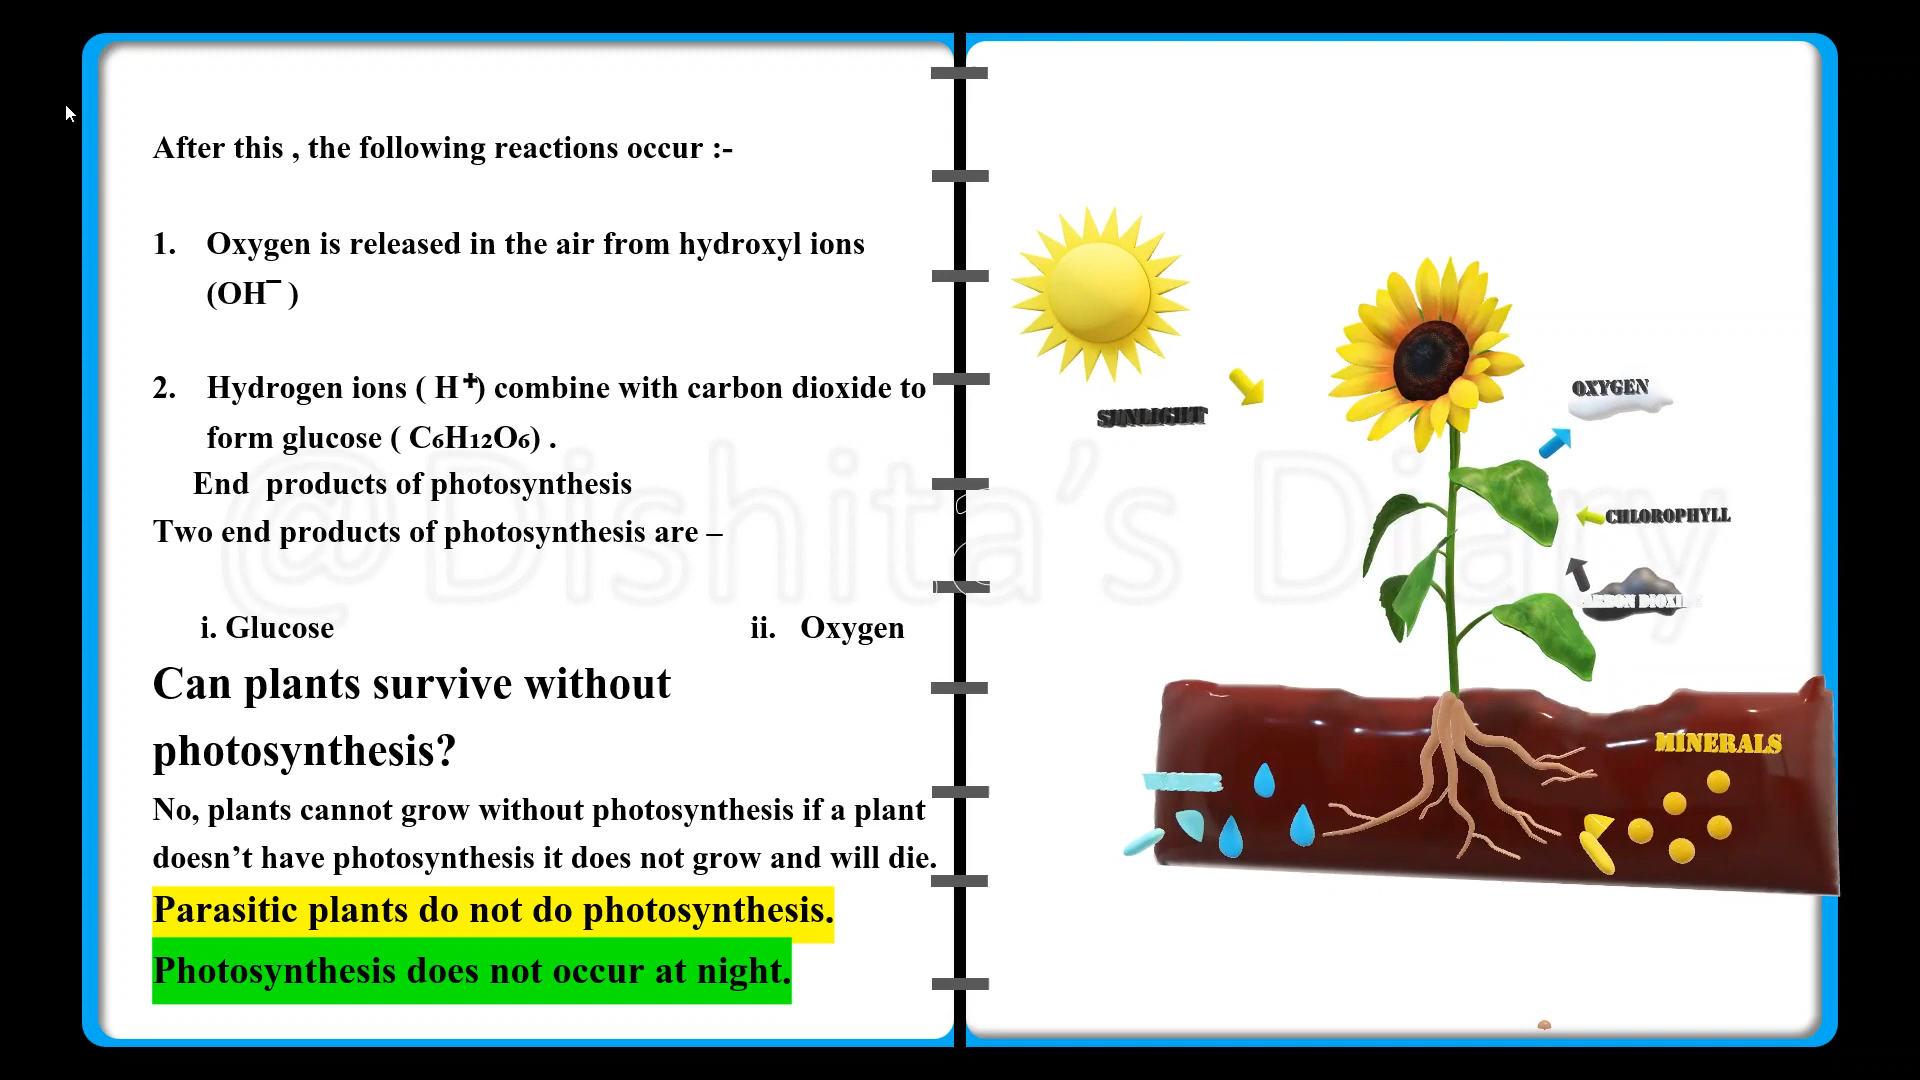 After this , the following reactions occur :-
1. Oxygen is released in the air from hydroxyl ions
(OH⁻ )
2. Hydrogen ions ( H⁺) combine with carbon dioxide to
form glucose ( C₆H₁₂O₆) .
End products of photosynthesis
Two end products of photosynthesis are –
i. Glucose ii. Oxygen
Can plants survive without
photosynthesis?
No, plants cannot grow without photosynthesis if a plant
doesn’t have photosynthesis it does not grow and will die.
Parasitic plants do not do photosynthesis.
Photosynthesis does not occur at night.
@Dishita’s Diary
SUNLIGHT
OXYGEN
CHLOROPHYLL
MINERALS